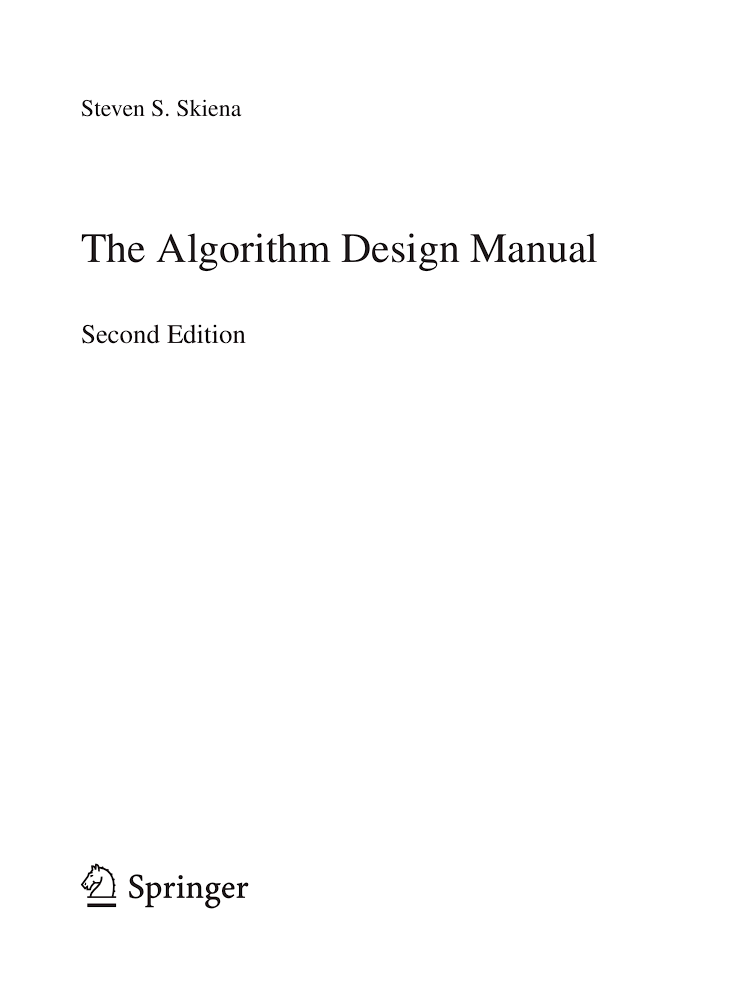 Steven S. Skiena
The Algorithm Design Manual
Second Edition
Springer